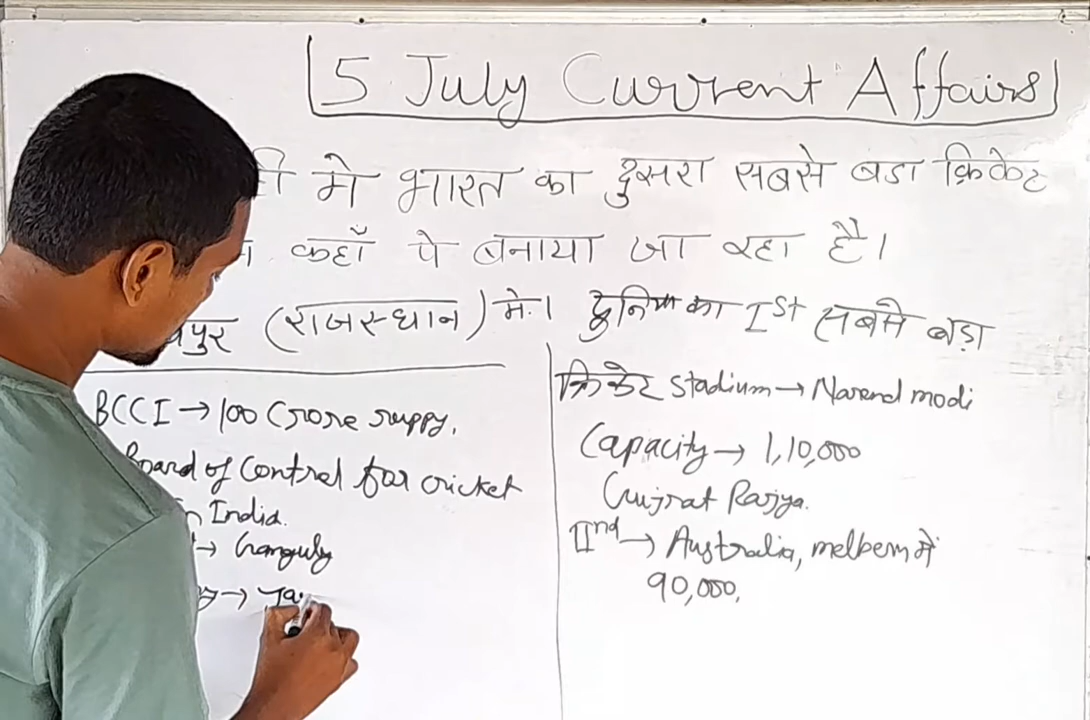 5 July Current Affairs
मे भारत का दुसरा सबसे बडा क्रिकेट
कहाँ पे बनाया जा रहा है।
(राजस्थान) मे। दुनिया का Ist सबसे बड़ा
BCCI → 100 Crore ruppy.
Board of Control for cricket
India.
→ Ganguly
→ Ja
क्रिकेट stadium → Narend modi
Capacity → 1,10,000
Gujrat Rajya.
IInd → Australia, melbern में
90,000,